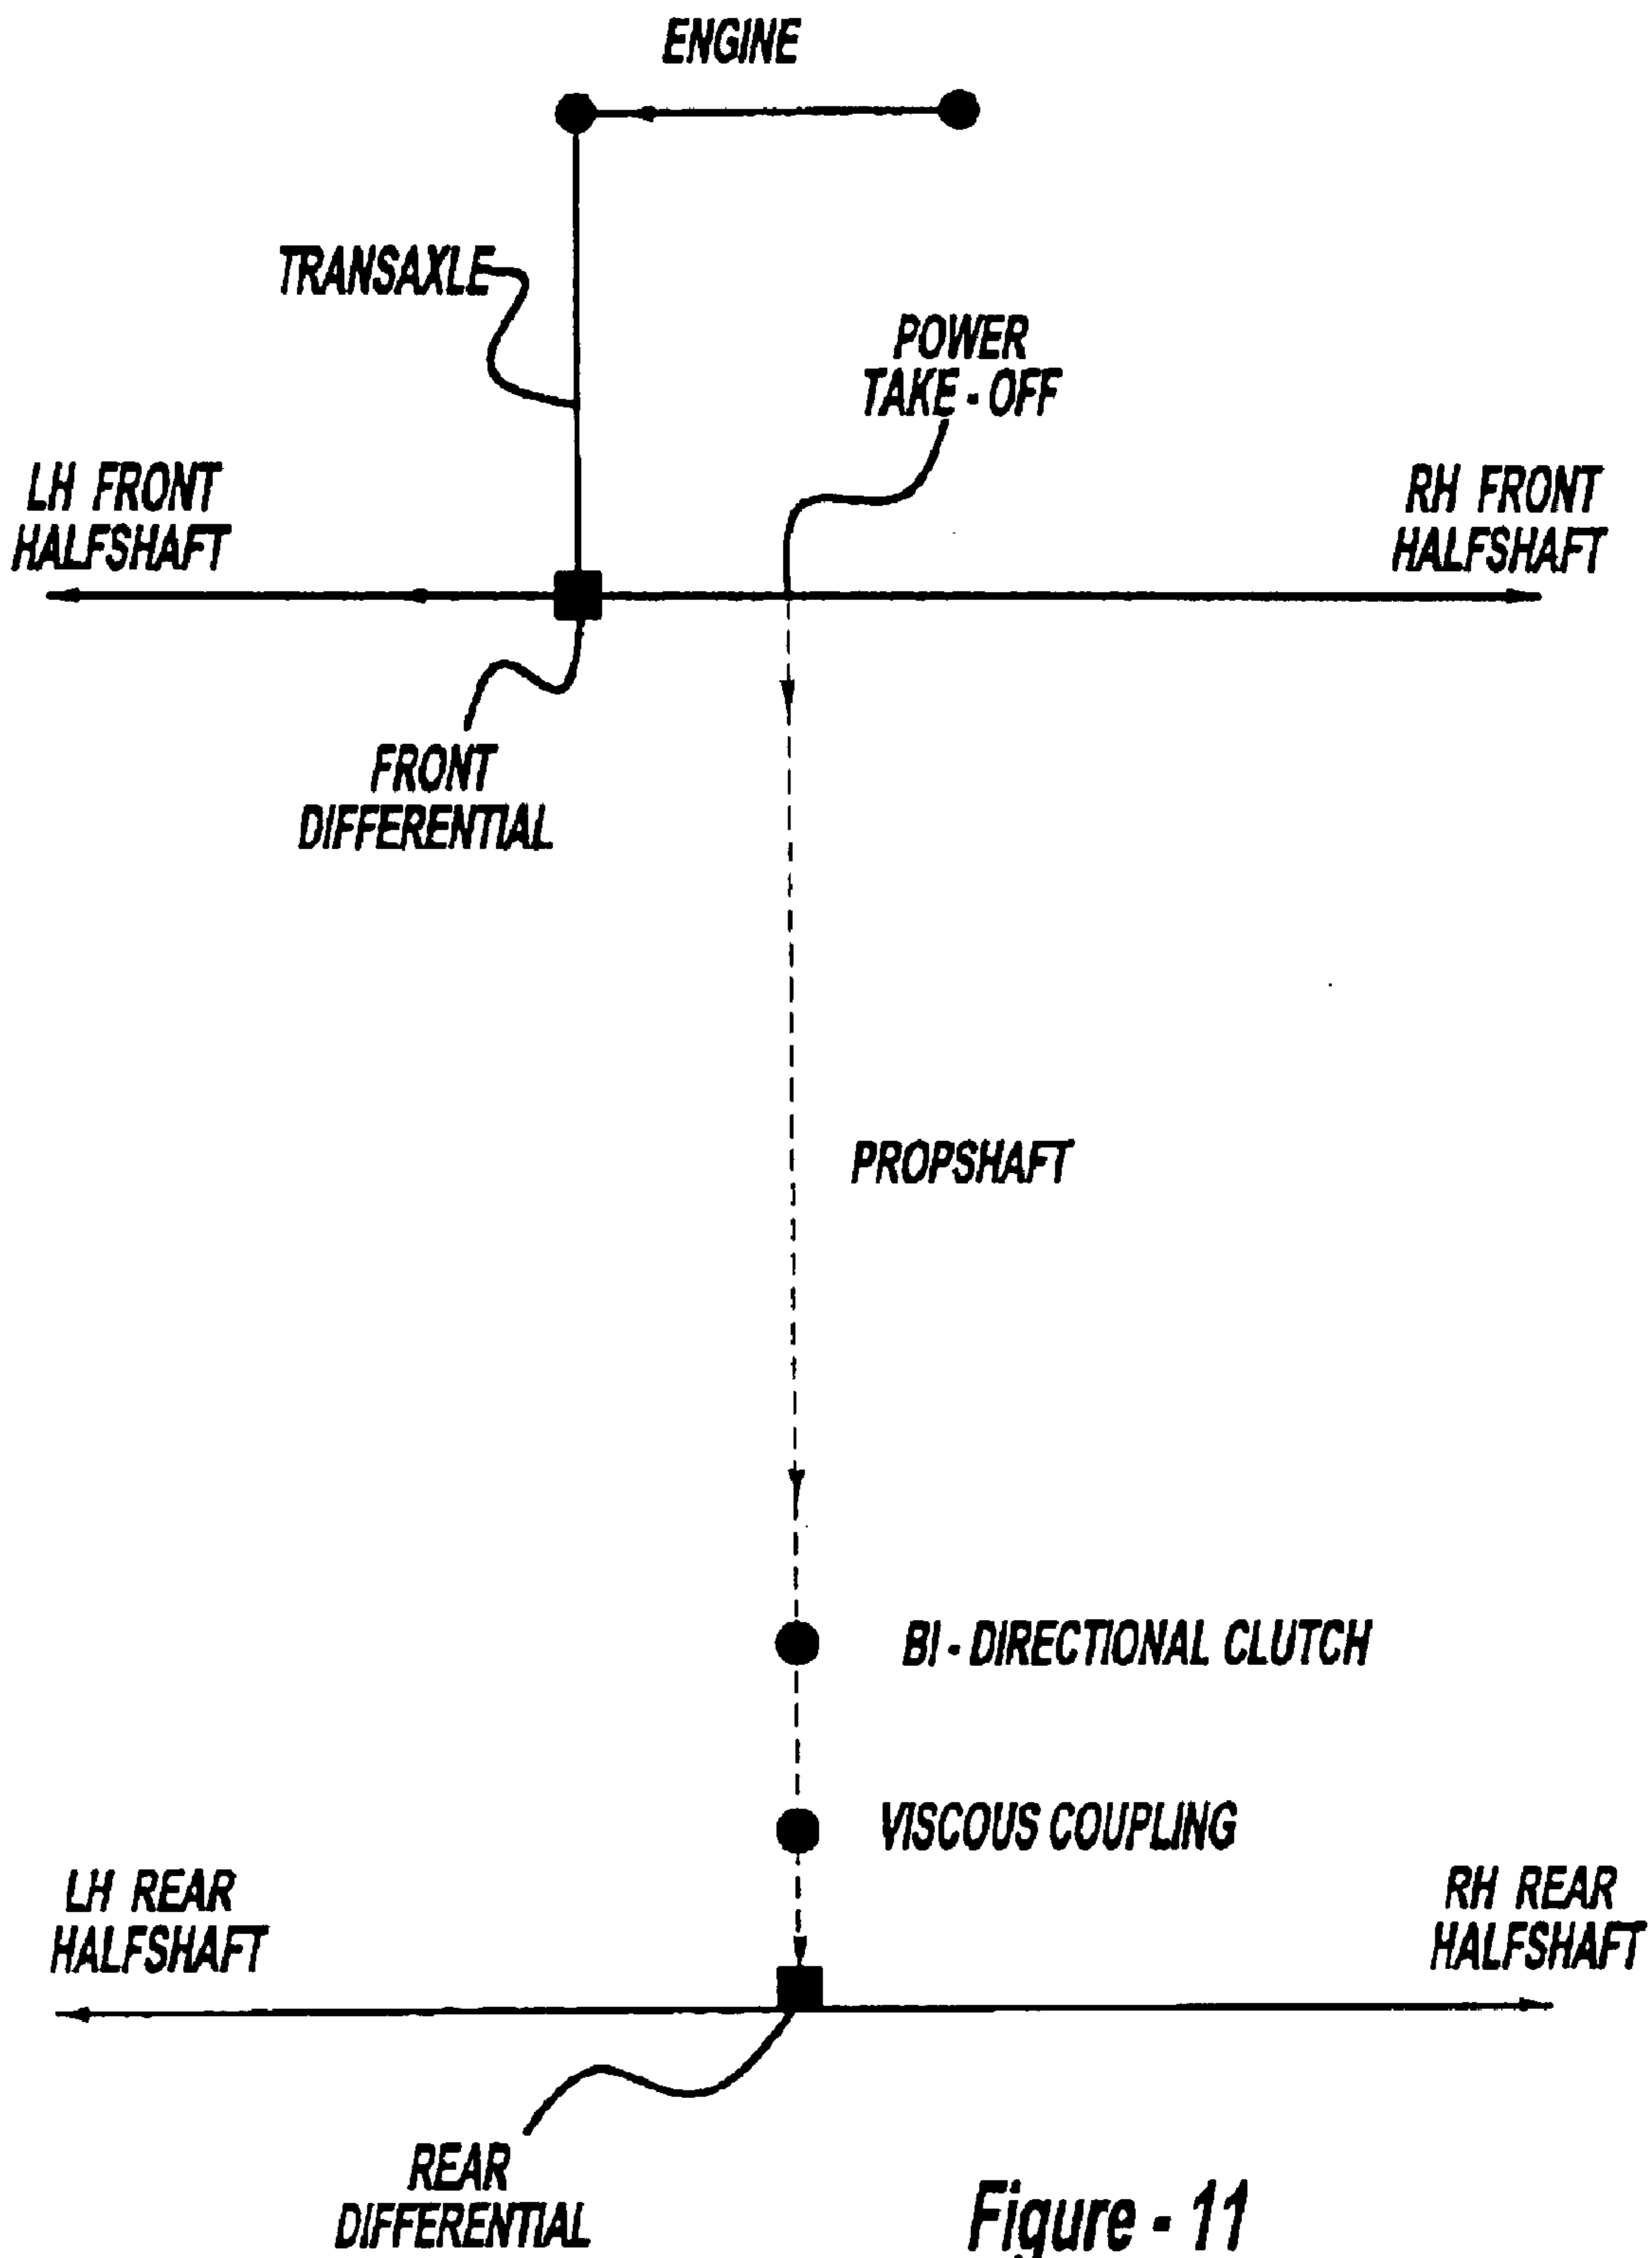 ENGINE
TRANSAXLE
POWER
TAKE - OFF
LH FRONT
HALFSHAFT
RH FRONT
HALFSHAFT
FRONT
DIFFERENTIAL
PROPSHAFT
BI - DIRECTIONAL CLUTCH
VISCOUS COUPLING
LH REAR
HALFSHAFT
RH REAR
HALFSHAFT
REAR
DIFFERENTIAL
Figure - 11